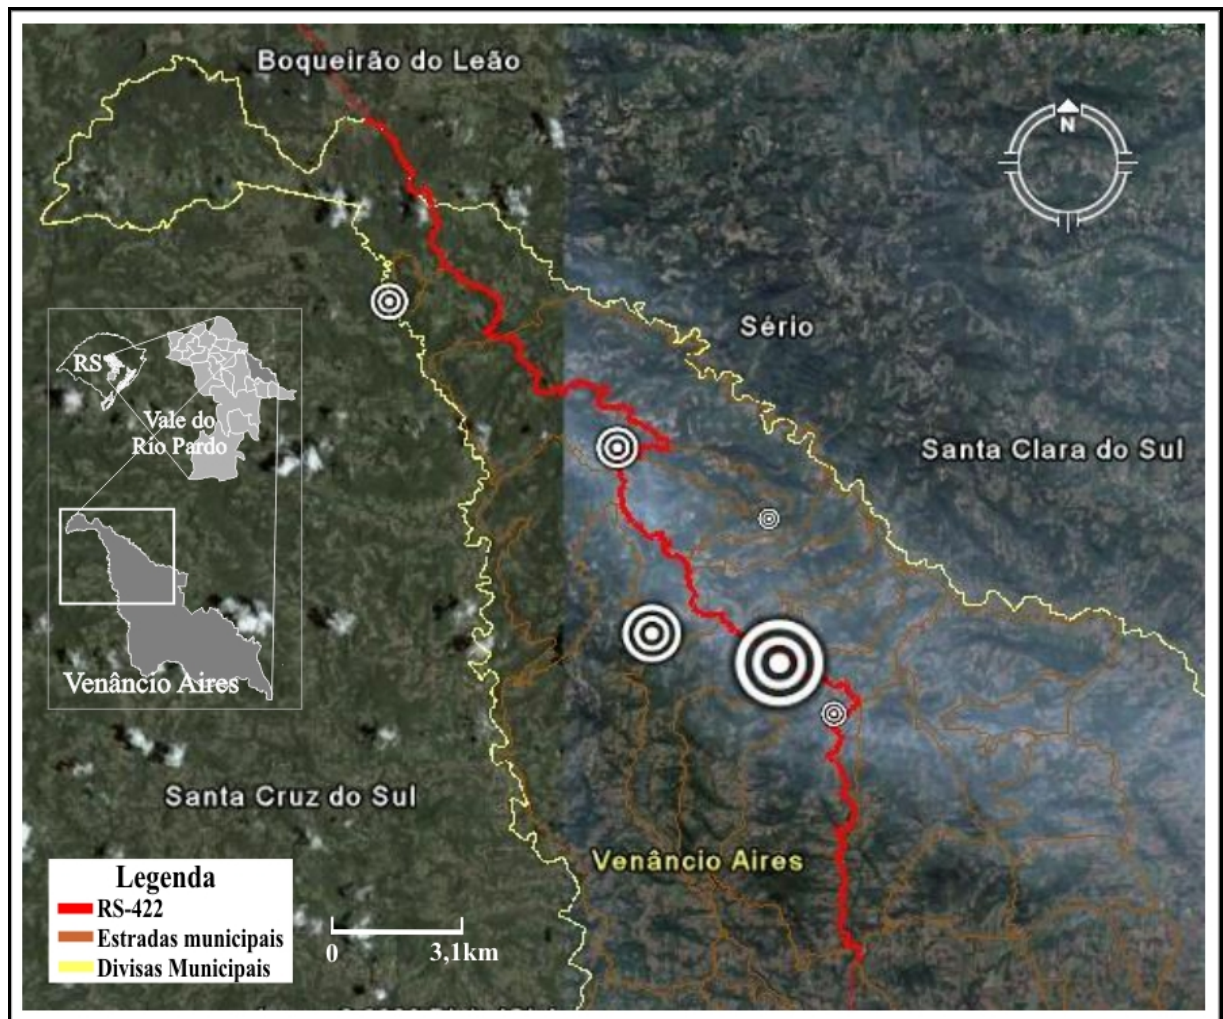 Boqueirão do Leão
N
Sério
RS
Vale do
Rio Pardo
Santa Clara do Sul
Venâncio Aires
Santa Cruz do Sul
Venâncio Aires
Legenda
RS-422
Estradas municipais
Divisas Municipais
0 3,1km